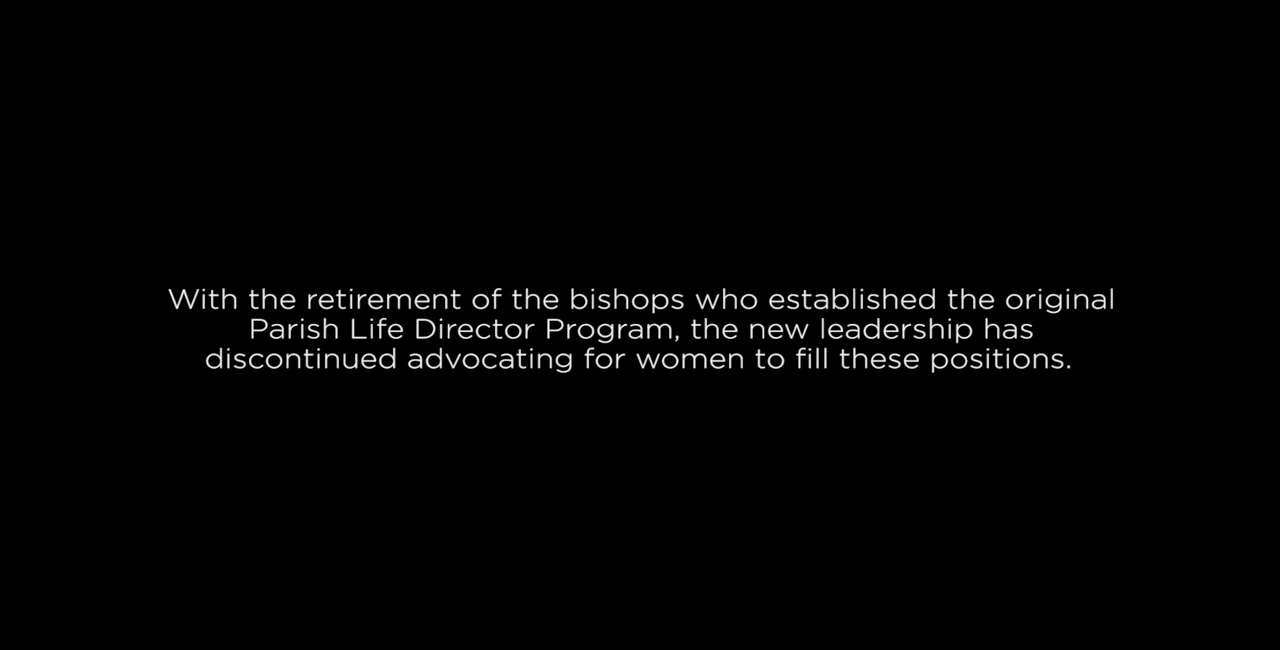 With the retirement of the bishops who established the original
Parish Life Director Program, the new leadership has
discontinued advocating for women to fill these positions.